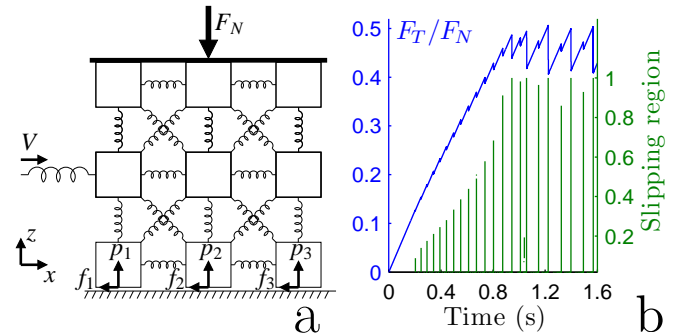 F_N
V
z
x
p_1 p_2 p_3
f_1 f_2 f_3
a
F_T/F_N
0.5
0.4
0.3
0.2
0.1
0
1
0.8
0.6
0.4
0.2
Slipping region
0 0.4 0.8 1.2 1.6
Time (s)
b